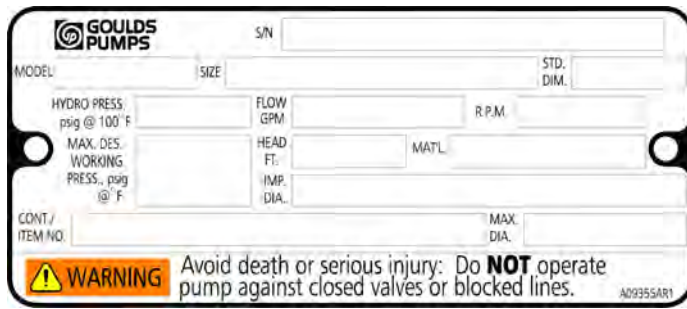 GOULDS PUMPS
S/N
MODEL SIZE STD. DIM.
HYDRO PRESS. psig @ 100°F FLOW GPM R.P.M.
MAX. DES. WORKING PRESS., psig @°F HEAD FT. MAT'L.
IMP. DIA.
CONT./ ITEM NO. MAX. DIA.
WARNING
Avoid death or serious injury: Do NOT operate
pump against closed valves or blocked lines.
A09355AR1